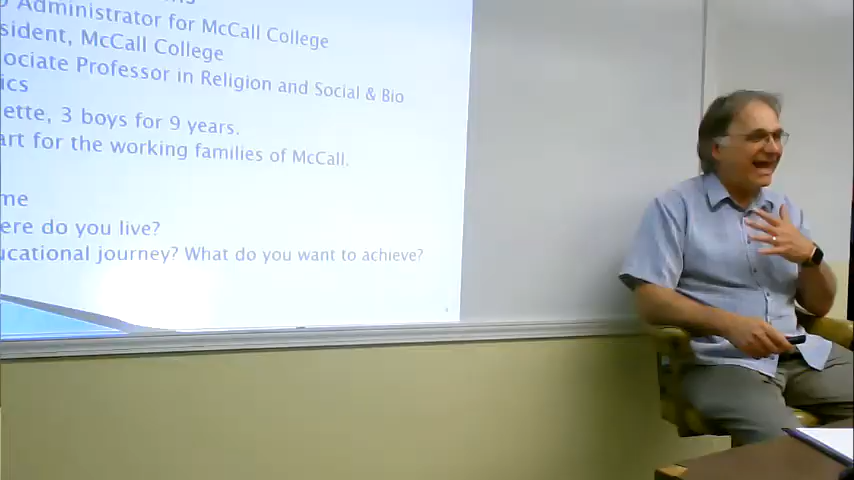 Administrator for McCall College
sident, McCall College
ociate Professor in Religion and Social & Bio
ics
ette, 3 boys for 9 years.
art for the working families of McCall.
me
ere do you live?
ucational journey? What do you want to achieve?